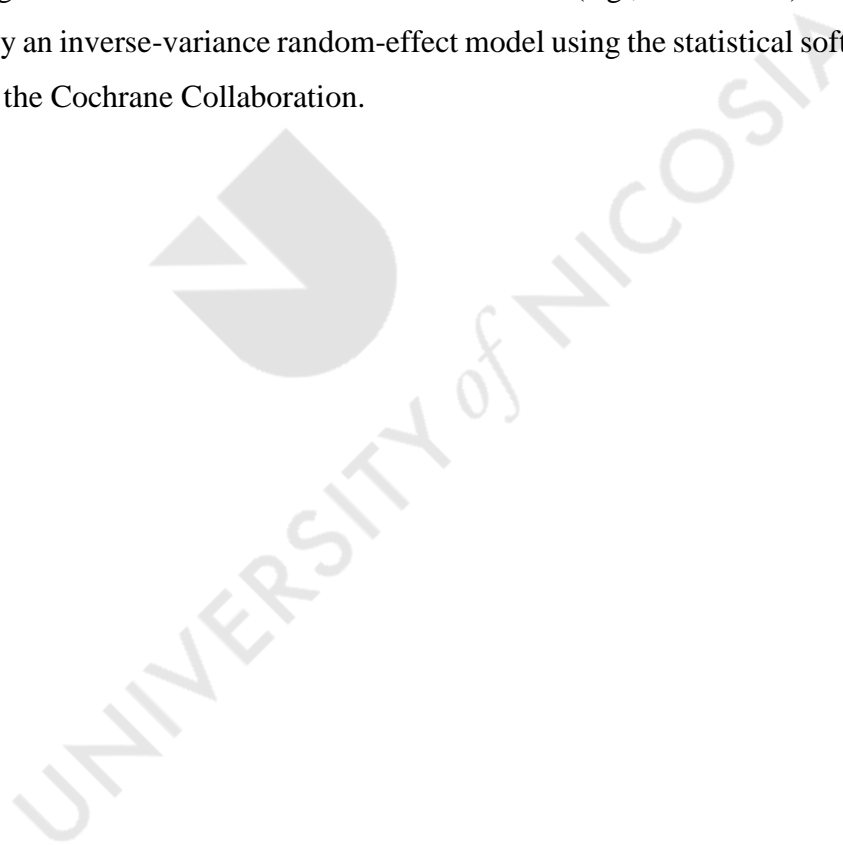 y an inverse-variance random-effect model using the statistical soft
the Cochrane Collaboration.
UNIVERSITY of NICOSIA